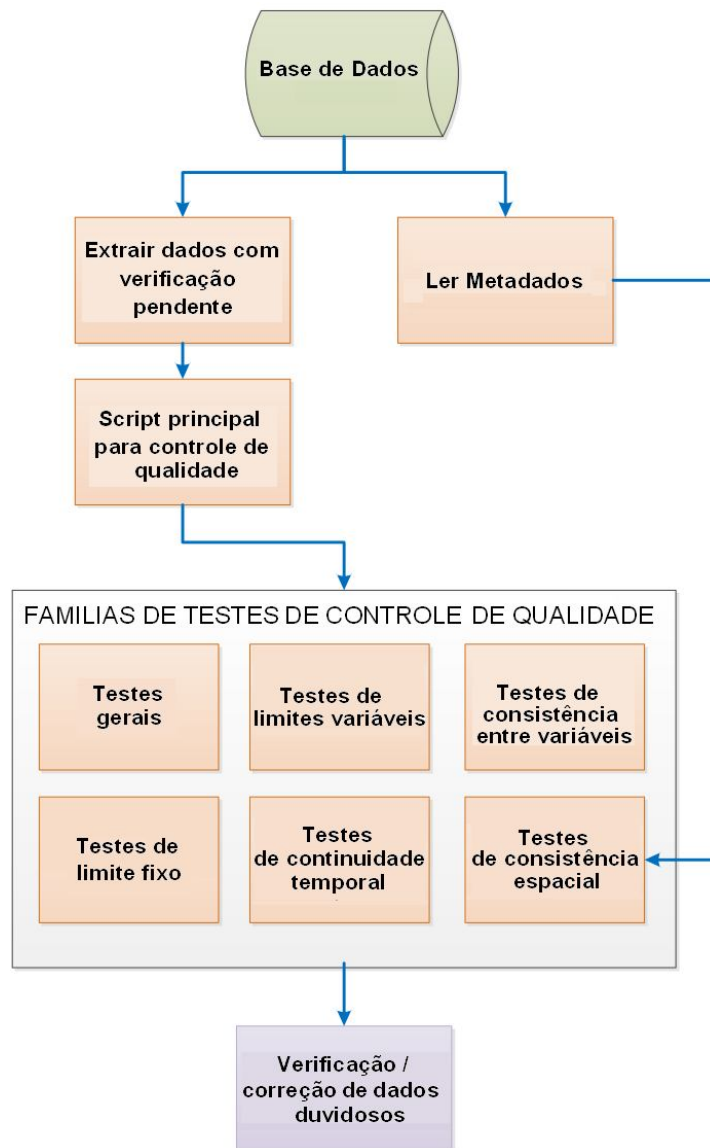 Base de Dados
Extrair dados com
verificação
pendente
Ler Metadados
Script principal
para controle de
qualidade
FAMILIAS DE TESTES DE CONTROLE DE QUALIDADE
Testes
gerais
Testes de
limites variáveis
Testes de
consistência
entre variáveis
Testes de
limite fixo
Testes
de continuidade
temporal
Testes
de consistência
espacial
Verificação /
correção de dados
duvidosos